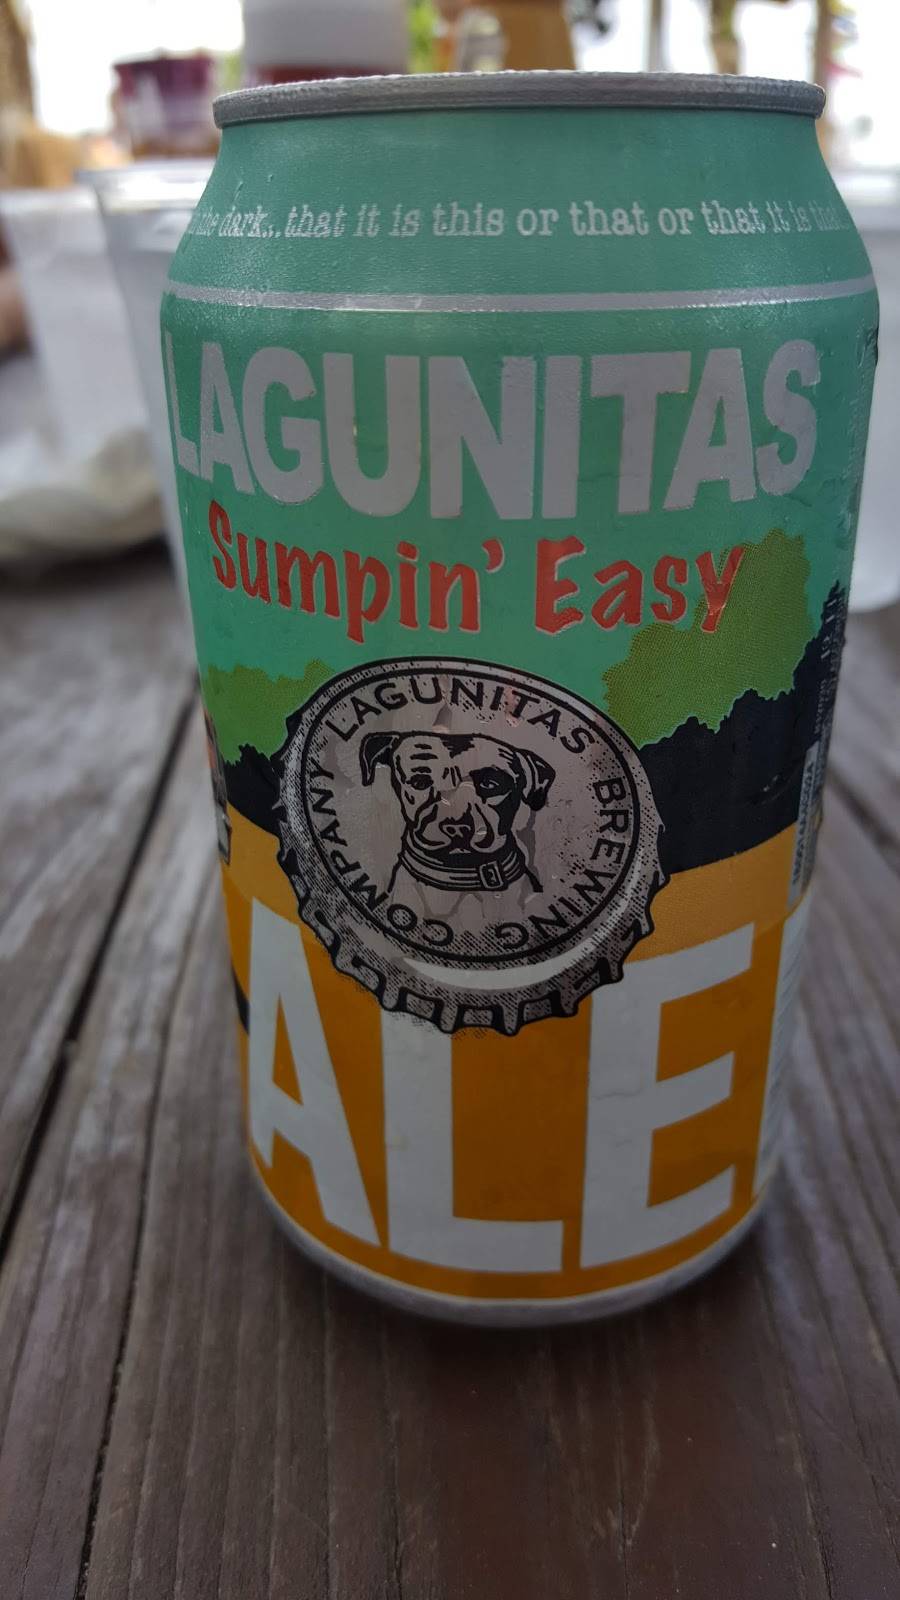 the dark...that it is this or that or that it is that
LAGUNITAS
Sumpin' Easy
LAGUNITAS BREWING COMPANY
ALE